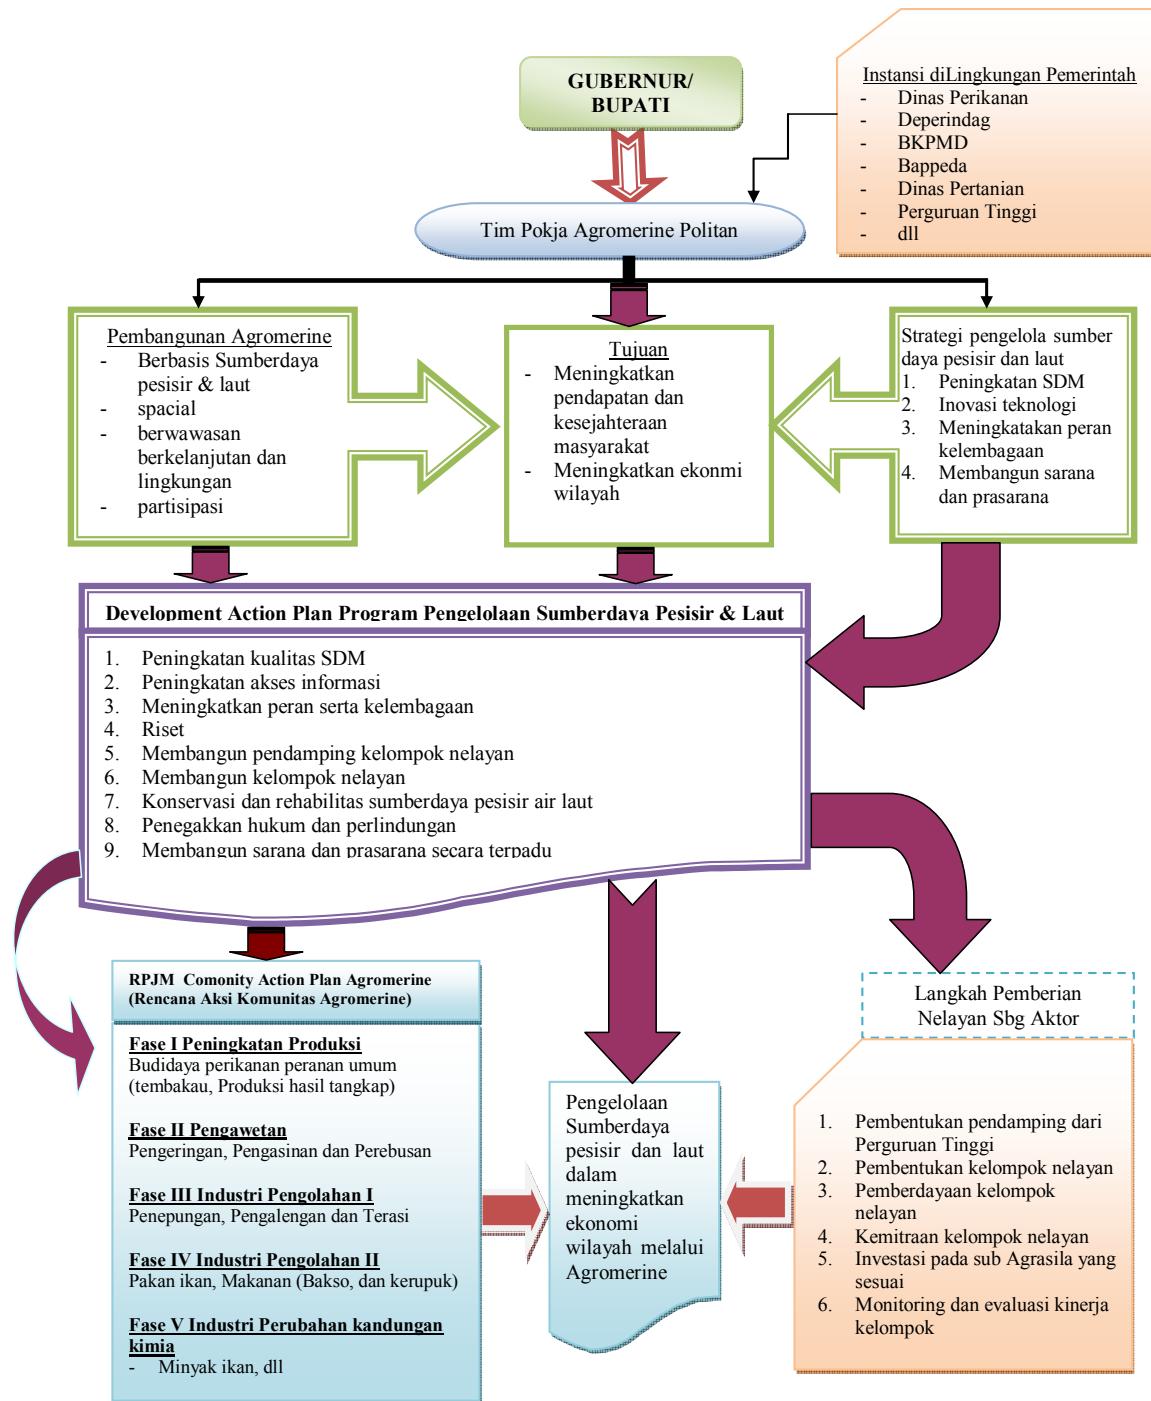 GUBERNUR/
BUPATI
Instansi diLingkungan Pemerintah
- Dinas Perikanan
- Deperindag
- BKPMD
- Bappeda
- Dinas Pertanian
- Perguruan Tinggi
- dll
Tim Pokja Agromerine Politan
Pembangunan Agromerine
- Berbasis Sumberdaya
pesisir & laut
- spacial
- berwawasan
berkelanjutan dan
lingkungan
- partisipasi
Tujuan
- Meningkatkan
pendapatan dan
kesejahteraan
masyarakat
- Meningkatkan ekonmi
wilayah
Strategi pengelola sumber
daya pesisir dan laut
1. Peningkatan SDM
2. Inovasi teknologi
3. Meningkatakan peran
kelembagaan
4. Membangun sarana
dan prasarana
Development Action Plan Program Pengelolaan Sumberdaya Pesisir & Laut
1. Peningkatan kualitas SDM
2. Peningkatan akses informasi
3. Meningkatkan peran serta kelembagaan
4. Riset
5. Membangun pendamping kelompok nelayan
6. Membangun kelompok nelayan
7. Konservasi dan rehabilitas sumberdaya pesisir air laut
8. Penegakkan hukum dan perlindungan
9. Membangun sarana dan prasarana secara terpadu
RPJM Comonity Action Plan Agromerine
(Rencana Aksi Komunitas Agromerine)
Fase I Peningkatan Produksi
Budidaya perikanan peranan umum
(tembakau, Produksi hasil tangkap)
Fase II Pengawetan
Pengeringan, Pengasinan dan Perebusan
Fase III Industri Pengolahan I
Penepungan, Pengalengan dan Terasi
Fase IV Industri Pengolahan II
Pakan ikan, Makanan (Bakso, dan kerupuk)
Fase V Industri Perubahan kandungan
kimia
- Minyak ikan, dll
Pengelolaan
Sumberdaya
pesisir dan laut
dalam
meningkatkan
ekonomi
wilayah melalui
Agromerine
Langkah Pemberian
Nelayan Sbg Aktor
1. Pembentukan pendamping dari
Perguruan Tinggi
2. Pembentukan kelompok nelayan
3. Pemberdayaan kelompok
nelayan
4. Kemitraan kelompok nelayan
5. Investasi pada sub Agrasila yang
sesuai
6. Monitoring dan evaluasi kinerja
kelompok